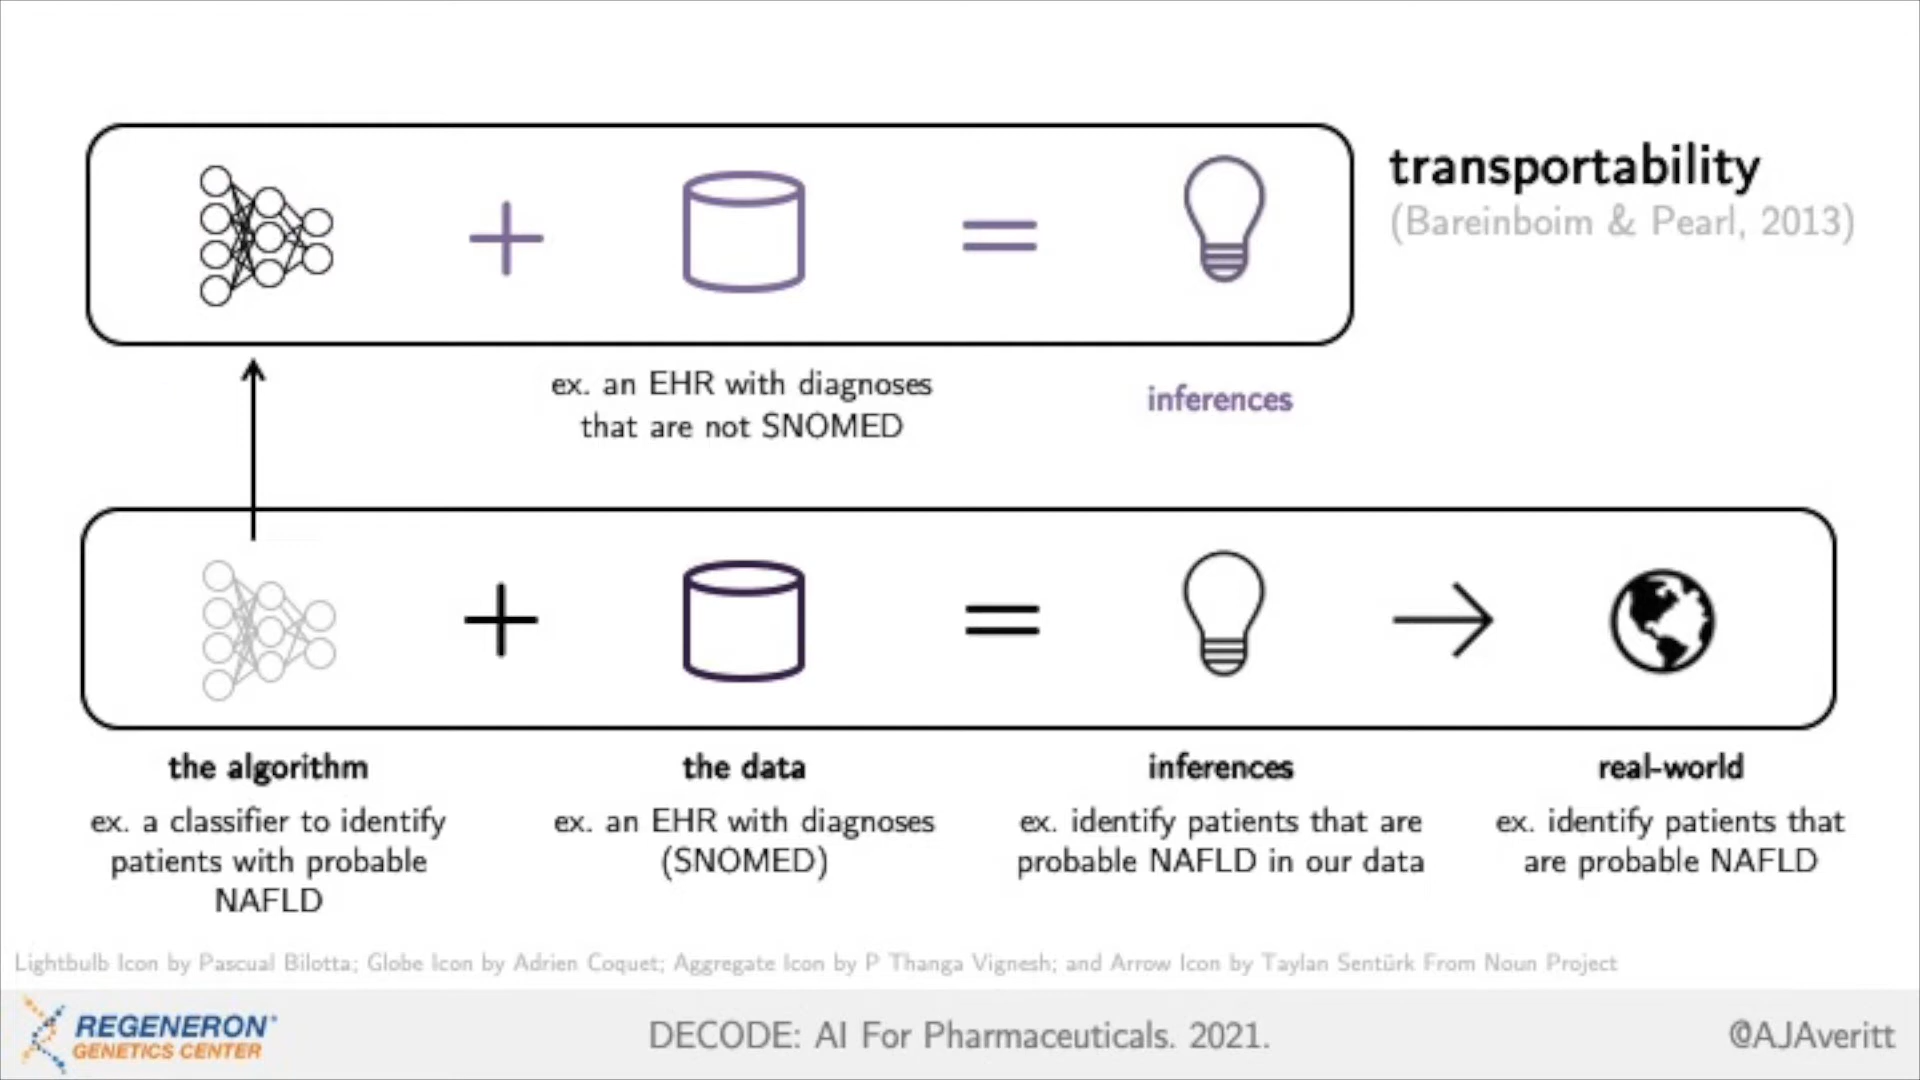 transportability
(Bareinboim & Pearl, 2013)
ex. an EHR with diagnoses
that are not SNOMED
inferences
the algorithm
ex. a classifier to identify
patients with probable
NAFLD
the data
ex. an EHR with diagnoses
(SNOMED)
inferences
ex. identify patients that are
probable NAFLD in our data
real-world
ex. identify patients that
are probable NAFLD
Lightbulb Icon by Pascual Bilotta; Globe Icon by Adrien Coquet; Aggregate Icon by P Thanga Vignesh; and Arrow Icon by Taylan Sentürk From Noun Project
REGENERON
GENETICS CENTER
DECODE: AI For Pharmaceuticals. 2021.
@AJAveritt